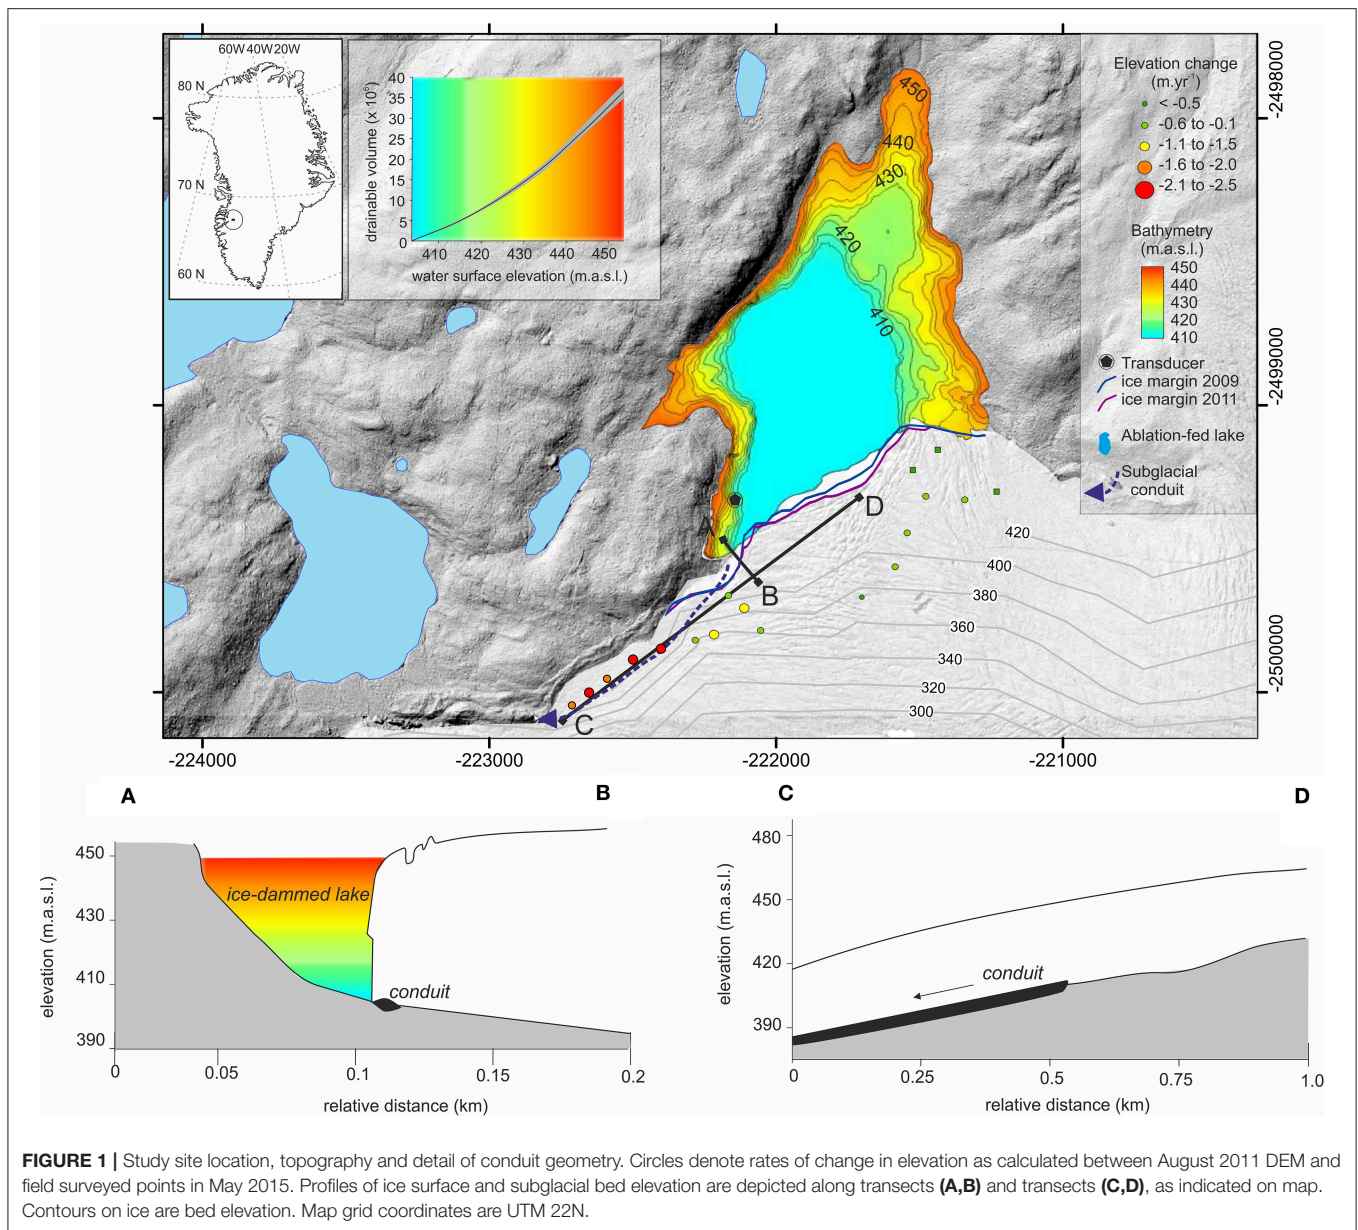 60W 40W 20W
80 N
70 N
60 N
drainable volume (x 10⁶)
40
35
30
25
20
15
10
5
0
410 420 430 440 450
water surface elevation (m.a.s.l.)
450
440
430
420
410
Elevation change
(m.yr⁻¹)
< -0.5
-0.6 to -0.1
-1.1 to -1.5
-1.6 to -2.0
-2.1 to -2.5
Bathymetry
(m.a.s.l.)
450
440
430
420
410
Transducer
ice margin 2009
ice margin 2011
Ablation-fed lake
Subglacial
conduit
-2498000
-2499000
-2500000
A
B
C
D
420
400
380
360
340
320
300
-224000 -223000 -222000 -221000
A B
elevation (m.a.s.l.)
450
430
410
390
ice-dammed lake
conduit
0 0.05 0.1 0.15 0.2
relative distance (km)
C D
elevation (m.a.s.l.)
480
450
420
390
conduit
0 0.25 0.5 0.75 1.0
relative distance (km)
FIGURE 1 | Study site location, topography and detail of conduit geometry. Circles denote rates of change in elevation as calculated between August 2011 DEM and
field surveyed points in May 2015. Profiles of ice surface and subglacial bed elevation are depicted along transects (A,B) and transects (C,D), as indicated on map.
Contours on ice are bed elevation. Map grid coordinates are UTM 22N.